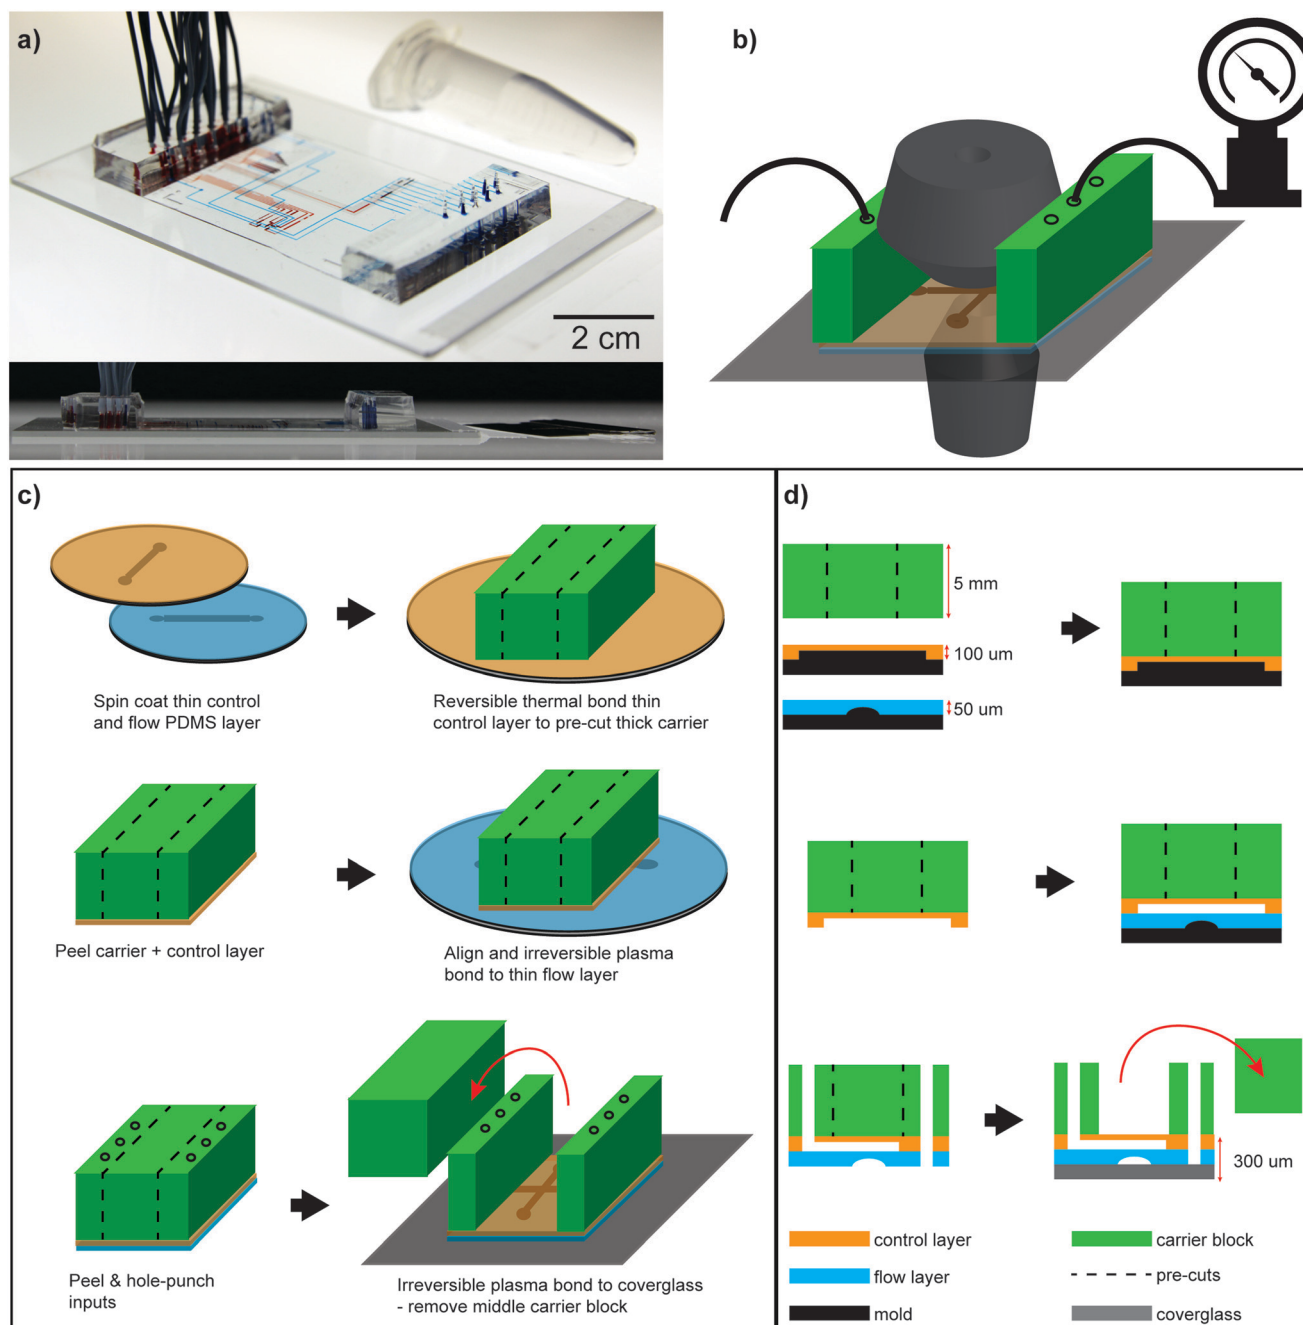 a)
2 cm
b)
c)
Spin coat thin control
and flow PDMS layer
Reversible thermal bond thin
control layer to pre-cut thick carrier
Peel carrier + control layer
Align and irreversible plasma
bond to thin flow layer
Peel & hole-punch
inputs
Irreversible plasma bond to coverglass
- remove middle carrier block
d)
5 mm
100 um
50 um
300 um
control layer
carrier block
flow layer
pre-cuts
mold
coverglass